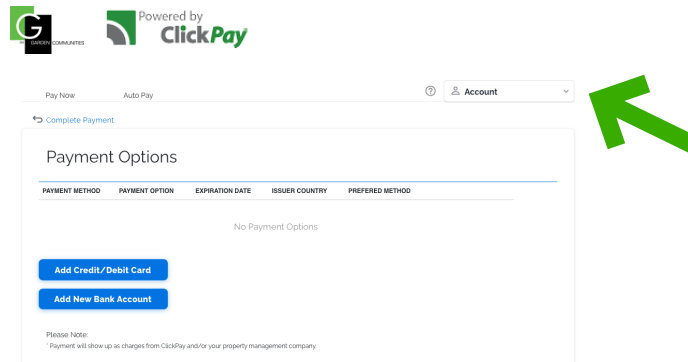 G
GARDEN COMMUNITIES
Powered by
ClickPay
Pay Now
Auto Pay
?
Account
Complete Payment
Payment Options
PAYMENT METHOD PAYMENT OPTION EXPIRATION DATE ISSUER COUNTRY PREFERED METHOD
No Payment Options
Add Credit/Debit Card
Add New Bank Account
Please Note:
* Payment will show up as charges from ClickPay and/or your property management company.